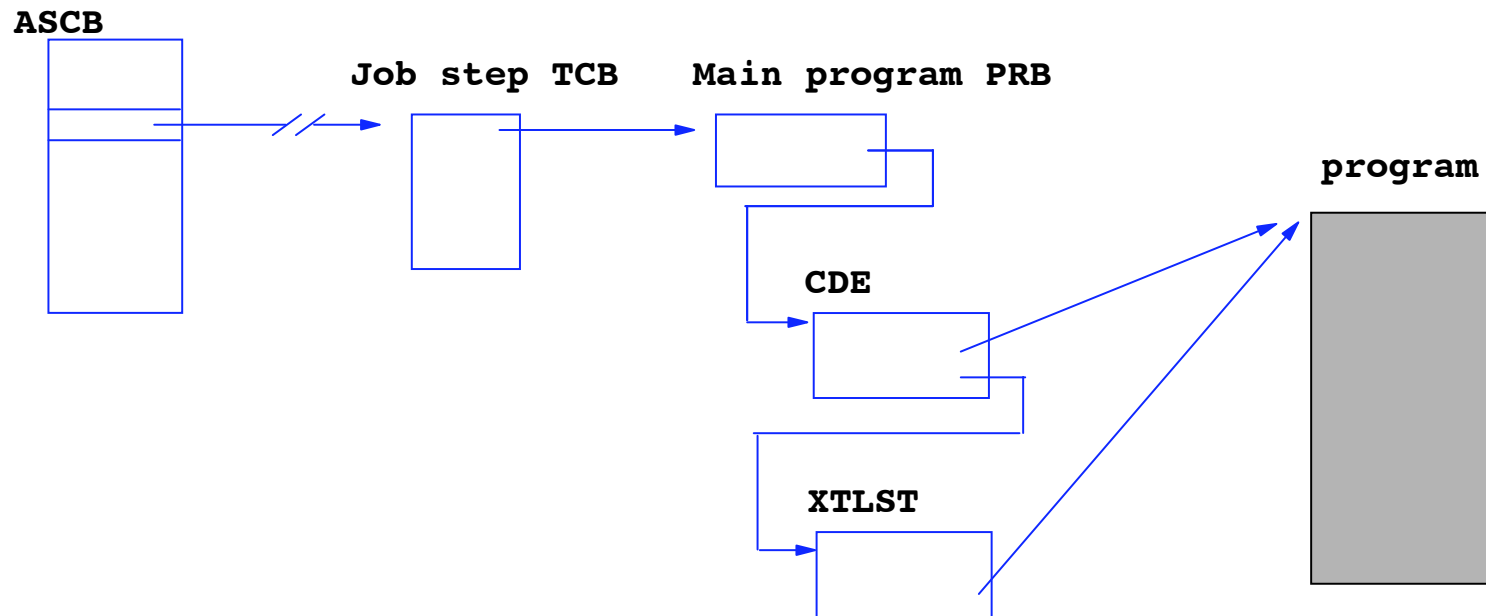 ASCB
Job step TCB
Main program PRB
program
CDE
XTLST